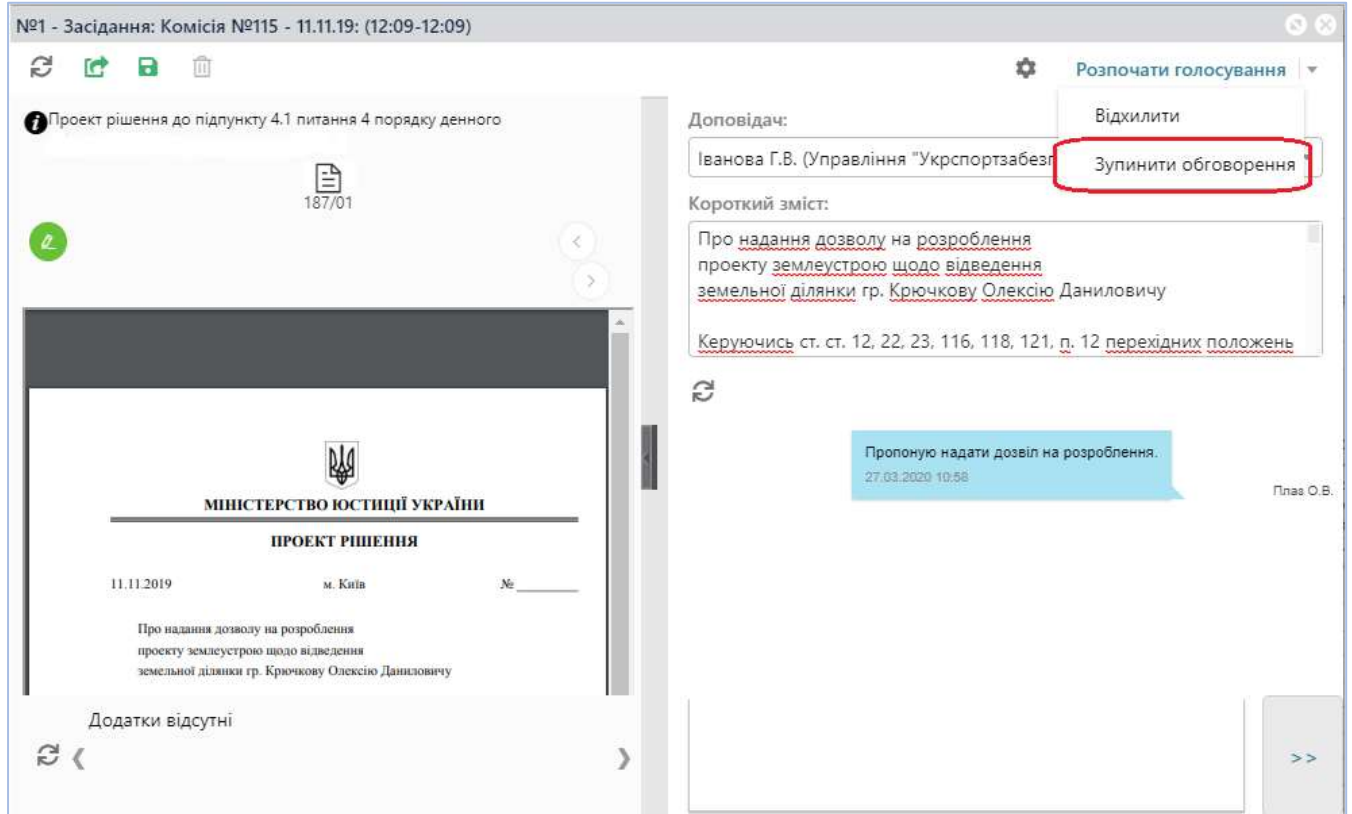 №1 - Засідання: Комісія №115 - 11.11.19: (12:09-12:09)
Розпочати голосування
Відхилити
Зупинити обговорення
Проект рішення до підпункту 4.1 питання 4 порядку денного
187/01
МІНІСТЕРСТВО ЮСТИЦІЇ УКРАЇНИ
ПРОЕКТ РІШЕННЯ
11.11.2019 м. Київ № ________
Про надання дозволу на розроблення
проекту землеустрою щодо відведення
земельної ділянки гр. Крючкову Олексію Даниловичу
Додатки відсутні
Доповідач:
Іванова Г.В. (Управління "Укрспортзабезп
Короткий зміст:
Про надання дозволу на розроблення
проекту землеустрою щодо відведення
земельної ділянки гр. Крючкову Олексію Даниловичу
Керуючись ст. ст. 12, 22, 23, 116, 118, 121, п. 12 перехідних положень
Пропоную надати дозвіл на розроблення.
27.03.2020 10:58
Плав О.В.
>>